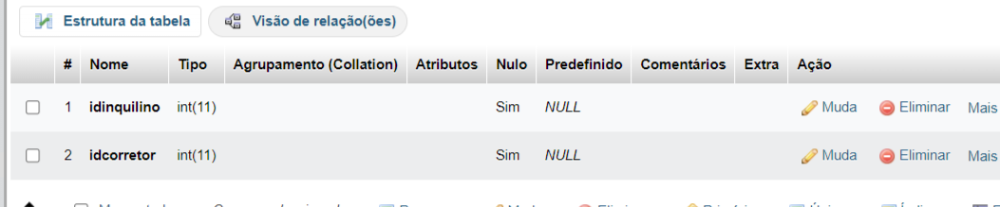 Estrutura da tabela Visão de relação(ões)
# Nome Tipo Agrupamento (Collation) Atributos Nulo Predefinido Comentários Extra Ação
1 idinquilino int(11) Sim NULL Muda Eliminar Mais
2 idcorretor int(11) Sim NULL Muda Eliminar Mais